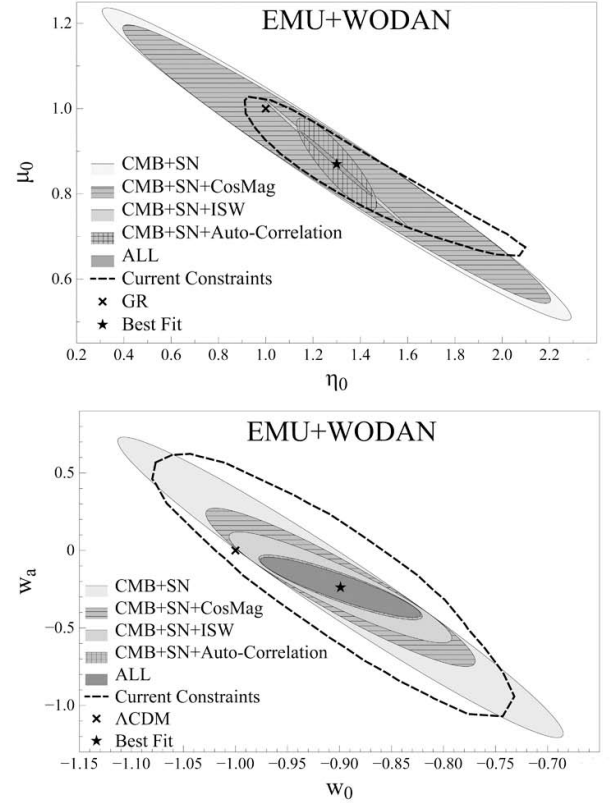 EMU+WODAN
1.2
1.0
0.8
0.6
μ0
CMB+SN
CMB+SN+CosMag
CMB+SN+ISW
CMB+SN+Auto-Correlation
ALL
Current Constraints
GR
Best Fit
0.2 0.4 0.6 0.8 1.0 1.2 1.4 1.6 1.8 2.0 2.2
η0
EMU+WODAN
0.5
0
−0.5
−1.0
wa
CMB+SN
CMB+SN+CosMag
CMB+SN+ISW
CMB+SN+Auto-Correlation
ALL
Current Constraints
ΛCDM
Best Fit
−1.15 −1.05 −1.00 −0.95 −0.90 −0.85 −0.80 −0.75 −0.70
w0